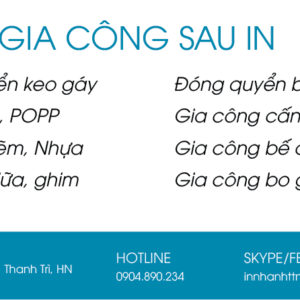 GIA CÔNG SAU IN
ển keo gáy
, POPP
ẽm, Nhựa
ữa, ghim
Đóng quyển b
Gia công cấn
Gia công bế
Gia công bo g
Thanh Trì, HN
HOTLINE
0904.890.234
SKYPE/FE
innhanhttn